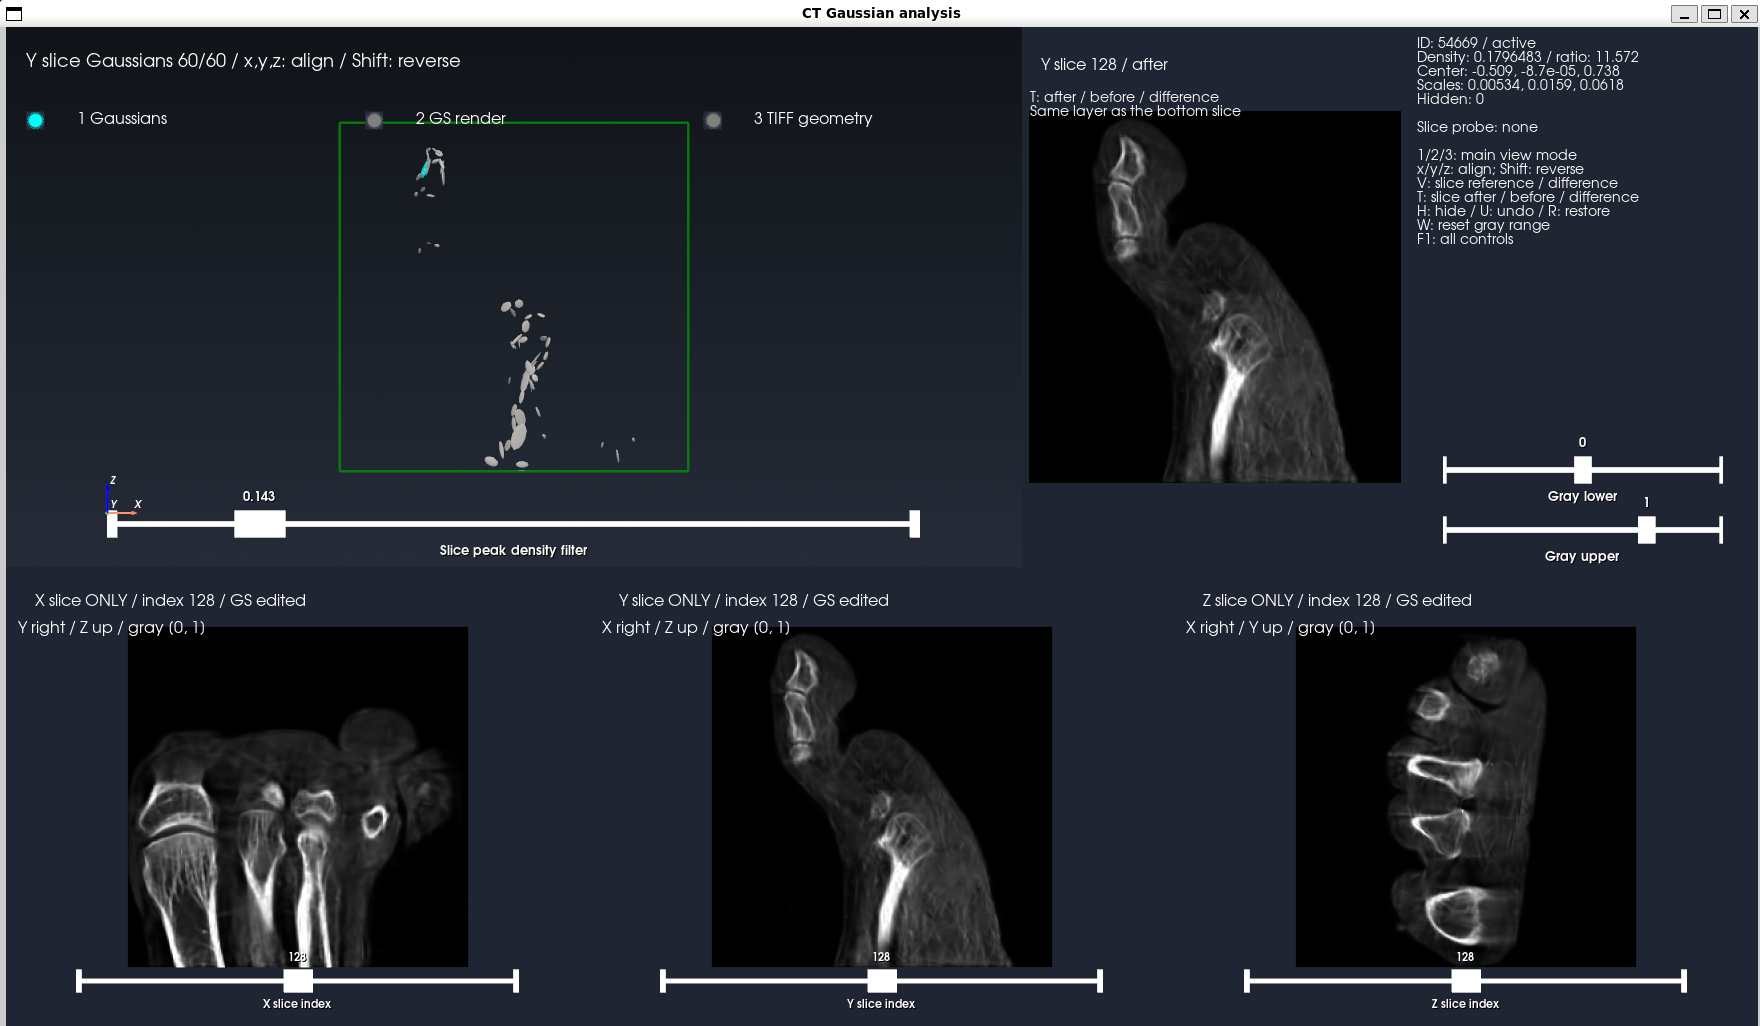 CT Gaussian analysis
Y slice Gaussians 60/60 / x,y,z: align / Shift: reverse
1 Gaussians
2 GS render
3 TIFF geometry
Z
Y
X
0.143
Slice peak density filter
Y slice 128 / after
T: after / before / difference
Same layer as the bottom slice
ID: 54669 / active
Density: 0.1796483 / ratio: 11.572
Center: -0.509, -8.7e-05, 0.738
Scales: 0.00534, 0.0159, 0.0618
Hidden: 0
Slice probe: none
1/2/3: main view mode
x/y/z: align; Shift: reverse
V: slice reference / difference
T: slice after / before / difference
H: hide / U: undo / R: restore
W: reset gray range
F1: all controls
0
Gray lower
1
Gray upper
X slice ONLY / index 128 / GS edited
Y right / Z up / gray [0, 1]
128
X slice index
Y slice ONLY / index 128 / GS edited
X right / Z up / gray [0, 1]
128
Y slice index
Z slice ONLY / index 128 / GS edited
X right / Y up / gray [0, 1]
128
Z slice index